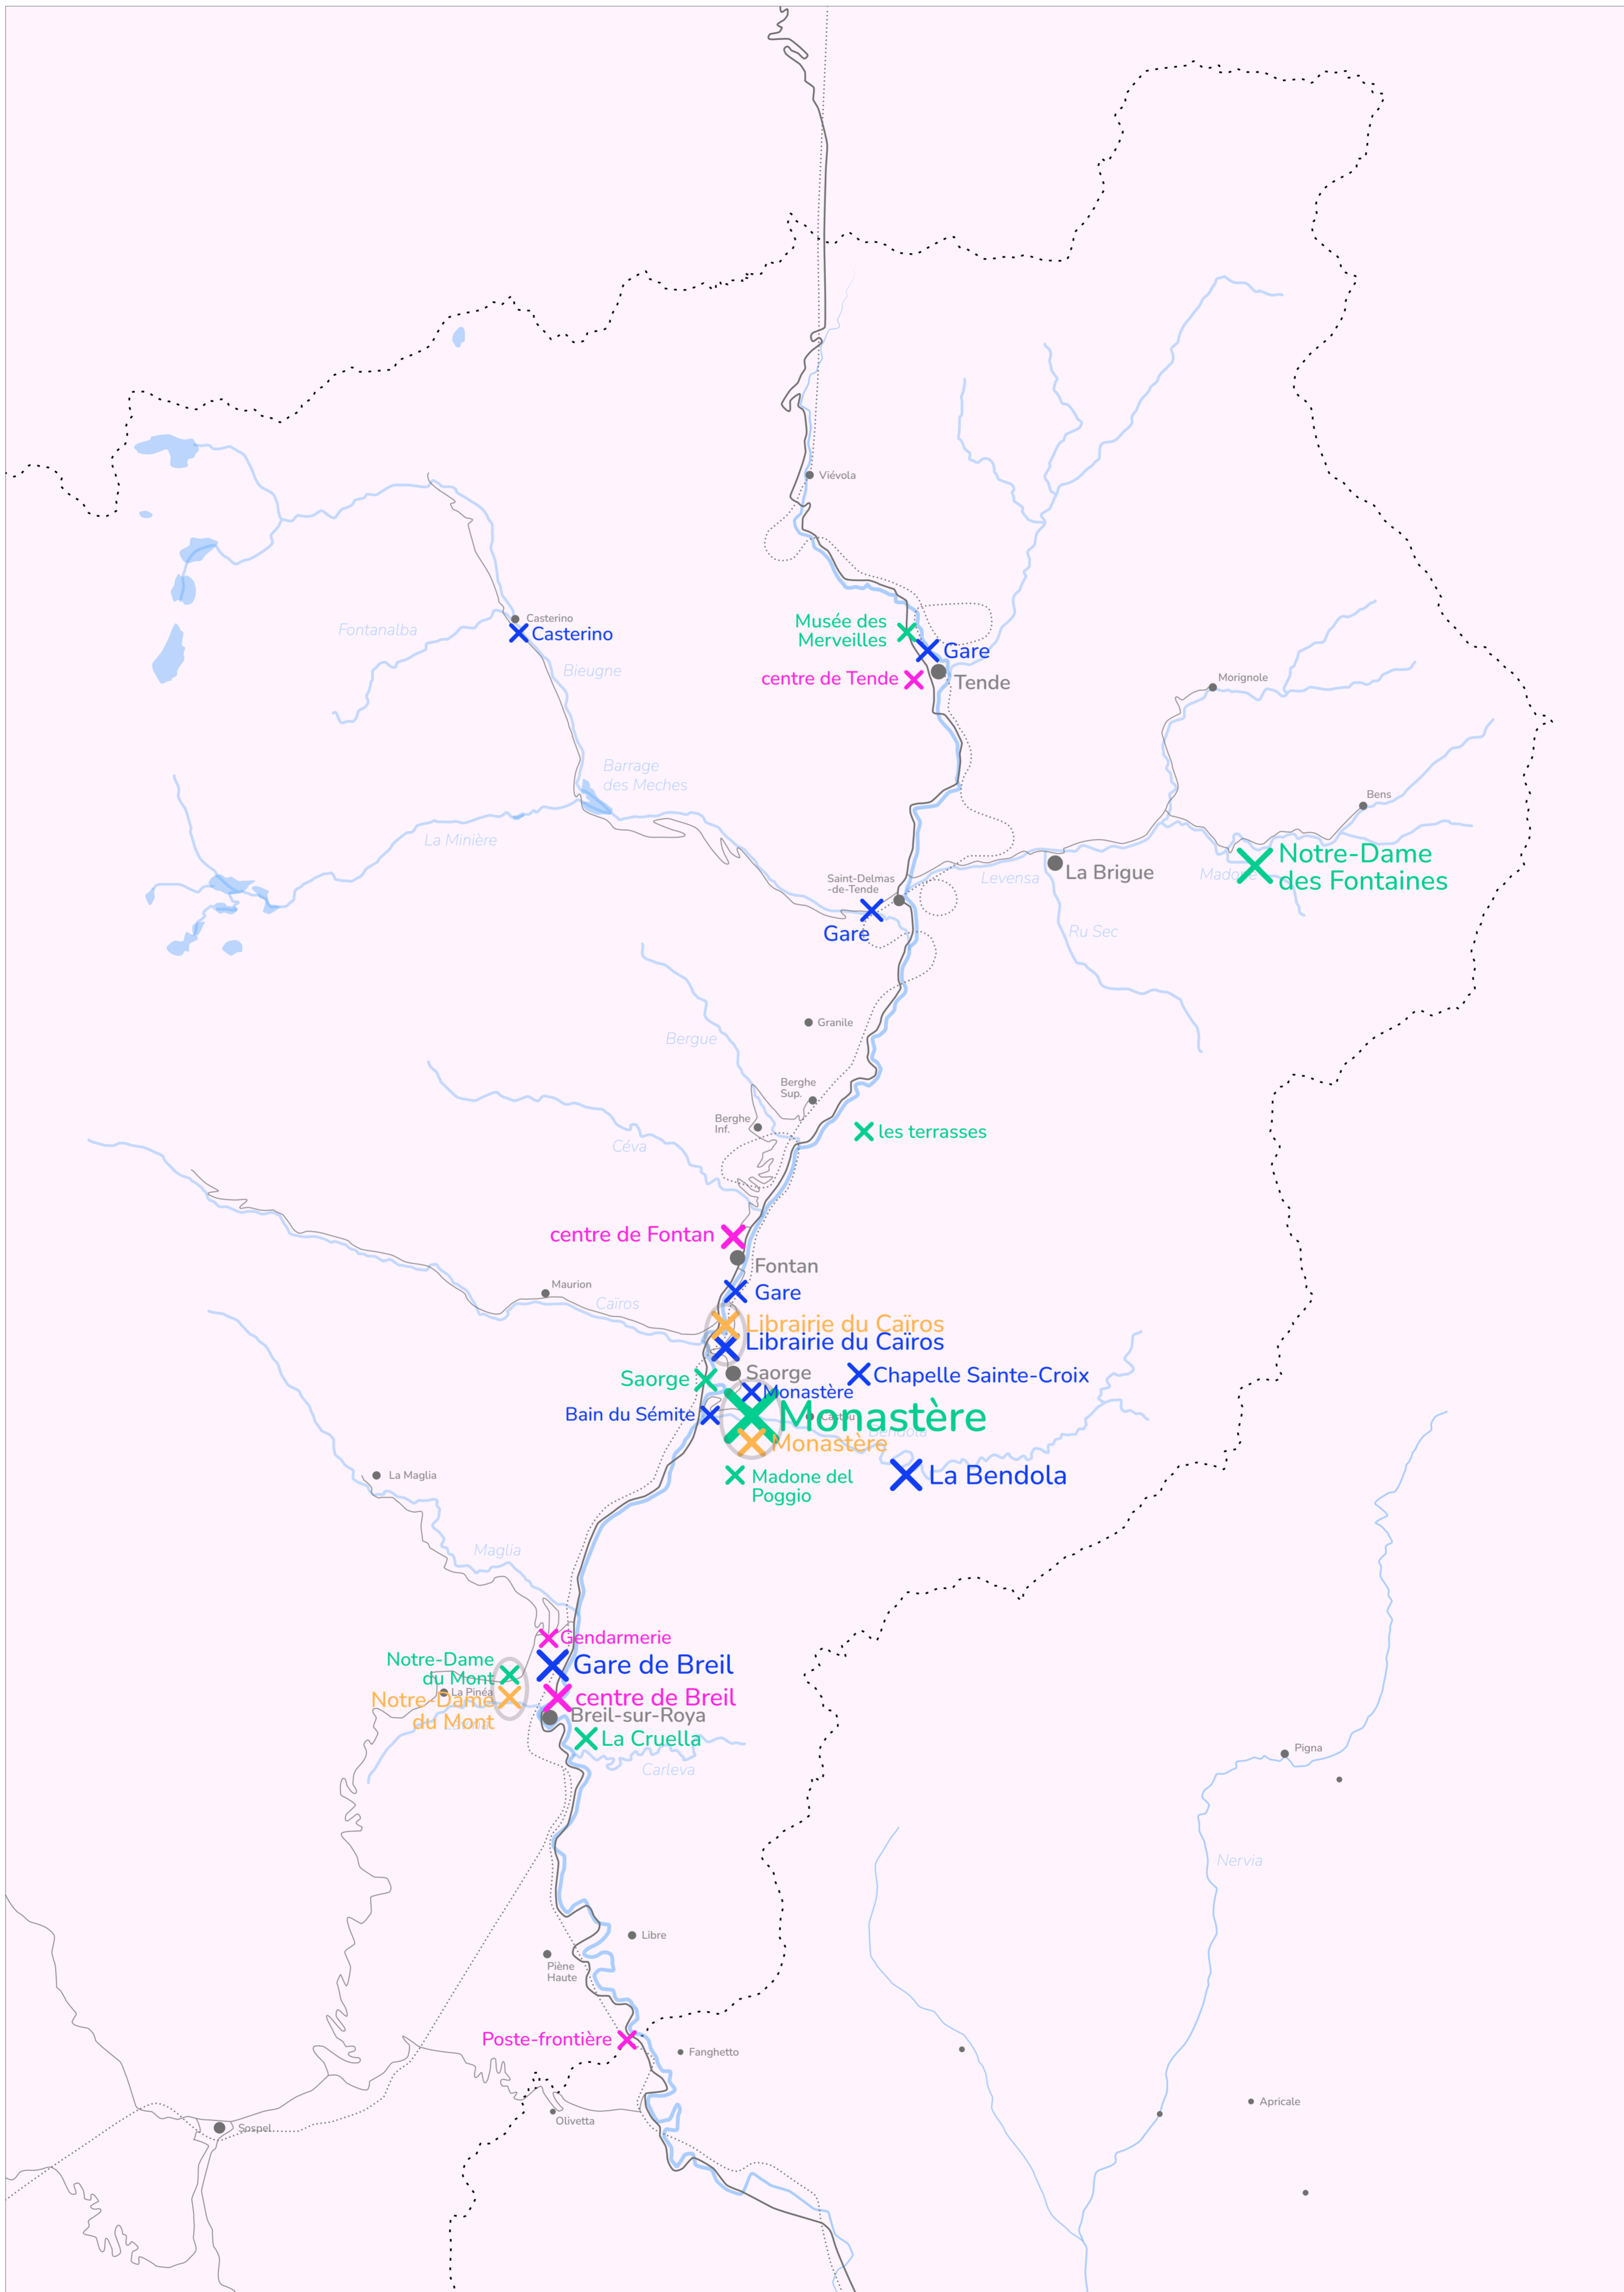 Viévola
Casterino
Casterino
Fontanalba
Bieugne
Musée des
Merveilles
Gare
centre de Tende
Tende
Morignole
Barrage
des Meches
Bens
La Minière
Notre-Dame
des Fontaines
La Brigue
Madone
Levensa
Saint-Delmas
-de-Tende
Gare
Ru Sec
Granile
Bergue
Berghe
Sup.
Berghe
Inf.
les terrasses
Céva
centre de Fontan
Fontan
Maurion
Gare
Caïros
Librairie du Caïros
Librairie du Caïros
Saorge
Saorge
Chapelle Sainte-Croix
Monastère
Bain du Sémite
Monastère
Bendola
Monastère
Madone del
Poggio
La Bendola
La Maglia
Maglia
Gendarmerie
Notre-Dame
du Mont
Gare de Breil
La Pinéa
Notre-Dame
du Mont
centre de Breil
Breil-sur-Roya
La Cruella
Carleva
Pigna
Nervia
Libre
Piène
Haute
Poste-frontière
Fanghetto
Olivetta
Apricale
Sospel